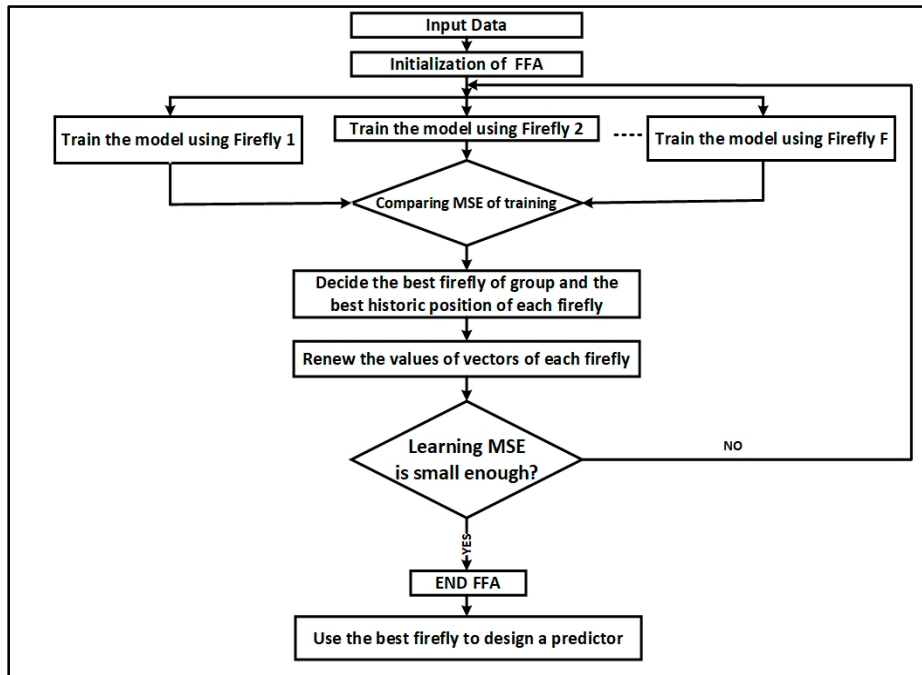 Input Data
Initialization of FFA
Train the model using Firefly 1
Train the model using Firefly 2
Train the model using Firefly F
Comparing MSE of training
Decide the best firefly of group and the
best historic position of each firefly
Renew the values of vectors of each firefly
Learning MSE
is small enough?
NO
YES
END FFA
Use the best firefly to design a predictor